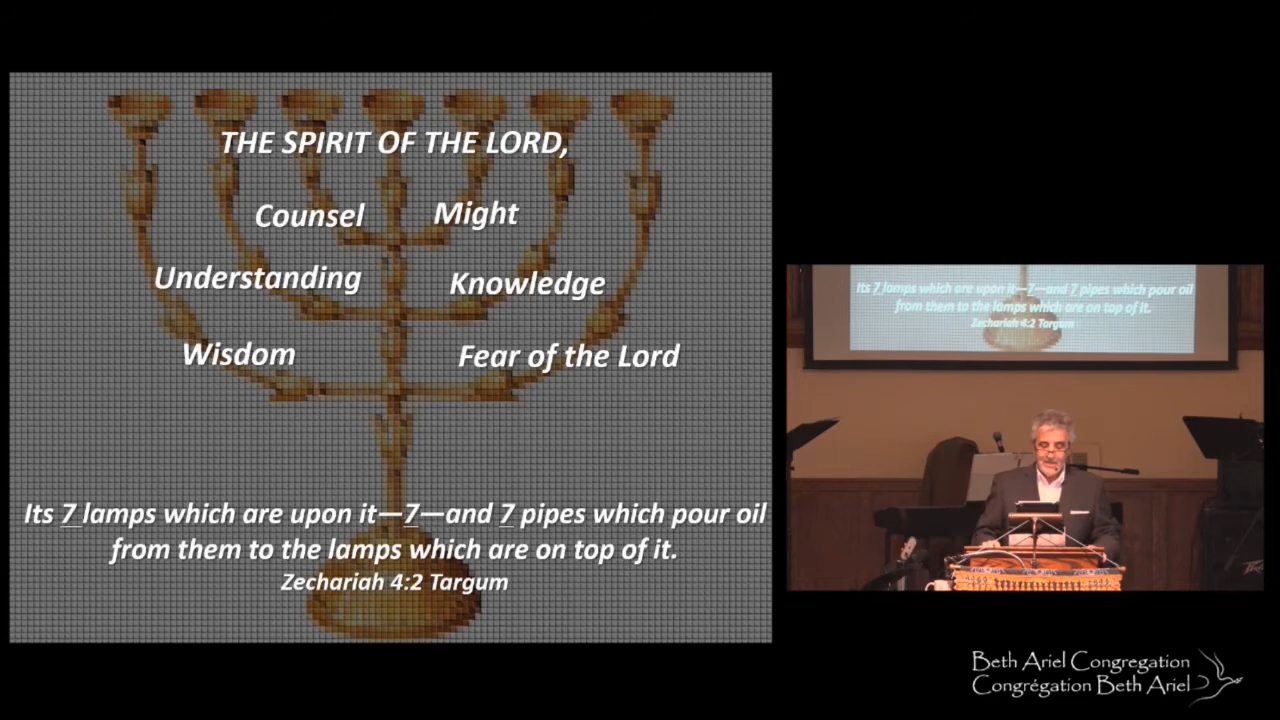 THE SPIRIT OF THE LORD,
Counsel Might
Understanding Knowledge
Wisdom Fear of the Lord
Its 7 lamps which are upon it—7—and 7 pipes which pour oil
from them to the lamps which are on top of it.
Zechariah 4:2 Targum
Its 7 lamps which are upon it—7—and 7 pipes which pour oil
from them to the lamps which are on top of it.
Zechariah 4:2 Targum
Beth Ariel Congregation
Congrégation Beth Ariel